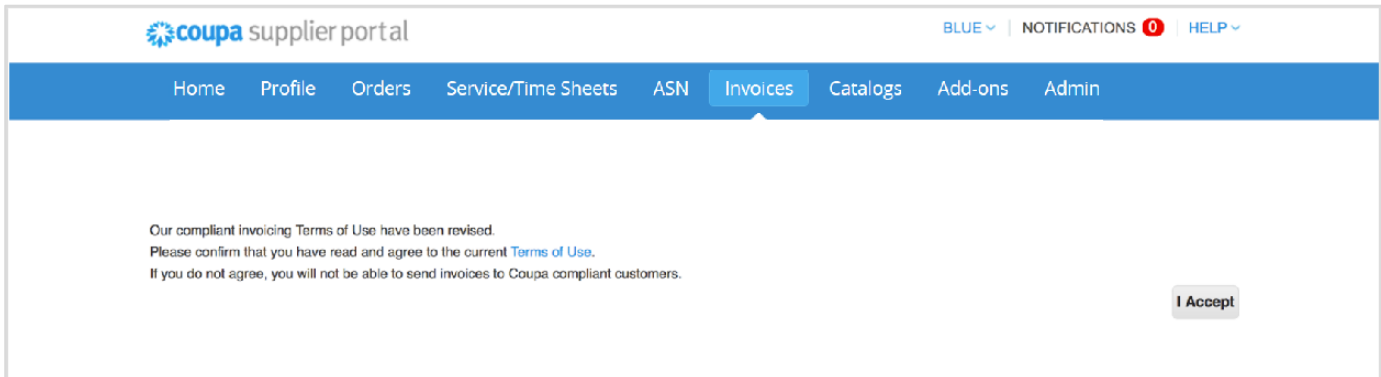 coupa supplier portal
BLUE | NOTIFICATIONS 0 | HELP
Home Profile Orders Service/Time Sheets ASN Invoices Catalogs Add-ons Admin
Our compliant invoicing Terms of Use have been revised.
Please confirm that you have read and agree to the current Terms of Use.
If you do not agree, you will not be able to send invoices to Coupa compliant customers.
I Accept